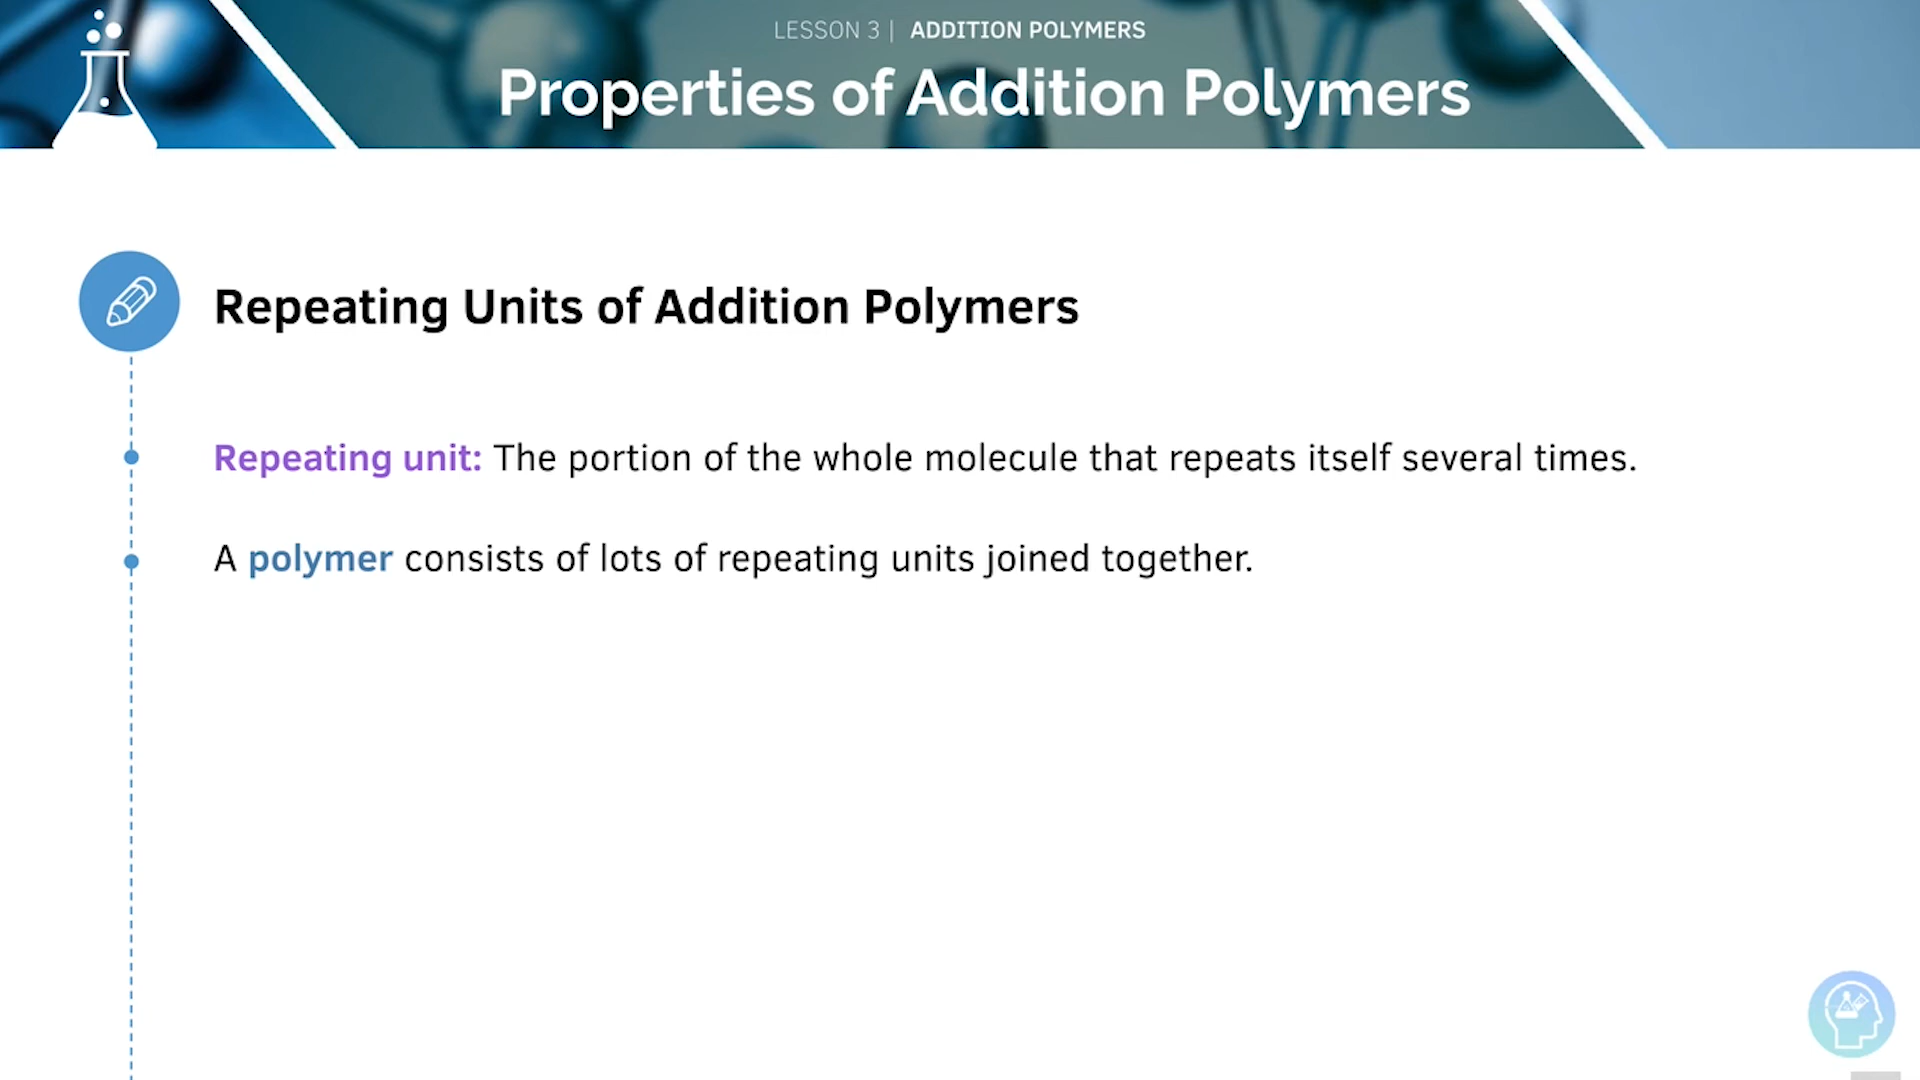 LESSON 3 | ADDITION POLYMERS
Properties of Addition Polymers
Repeating Units of Addition Polymers
Repeating unit: The portion of the whole molecule that repeats itself several times.
A polymer consists of lots of repeating units joined together.